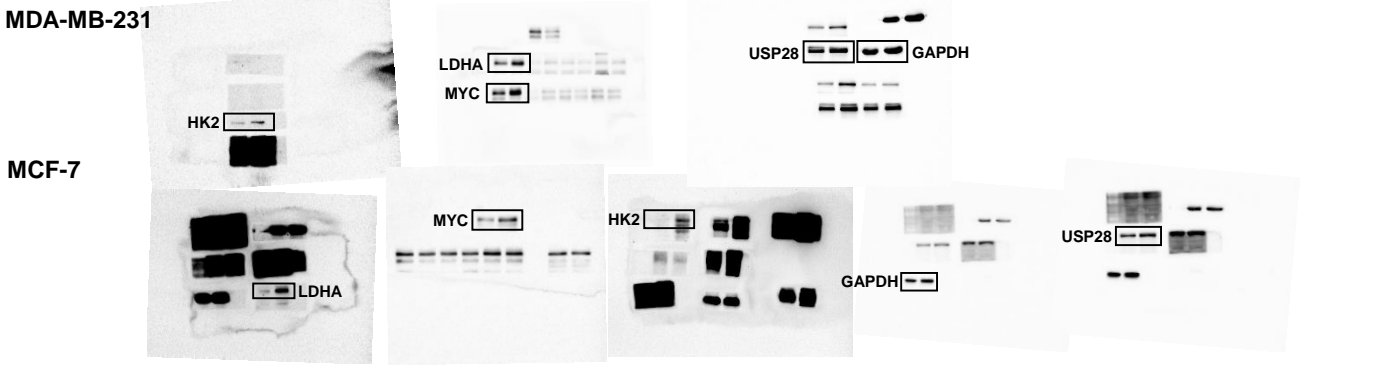 MDA-MB-231
HK2
LDHA
MYC
USP28
GAPDH
MCF-7
LDHA
MYC
HK2
GAPDH
USP28